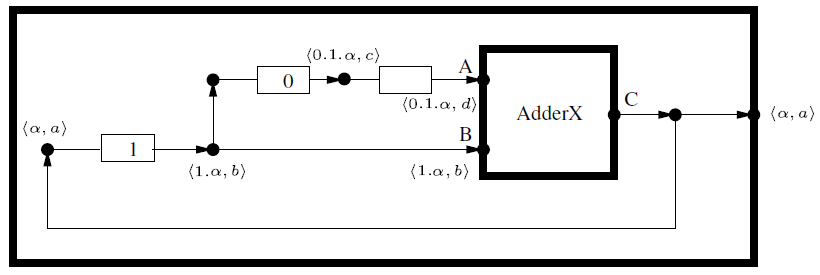 ⟨0.1.α, c⟩
A
0
⟨0.1.α, d⟩
AdderX
C
⟨α, a⟩
⟨α, a⟩
B
1
⟨1.α, b⟩
⟨1.α, b⟩